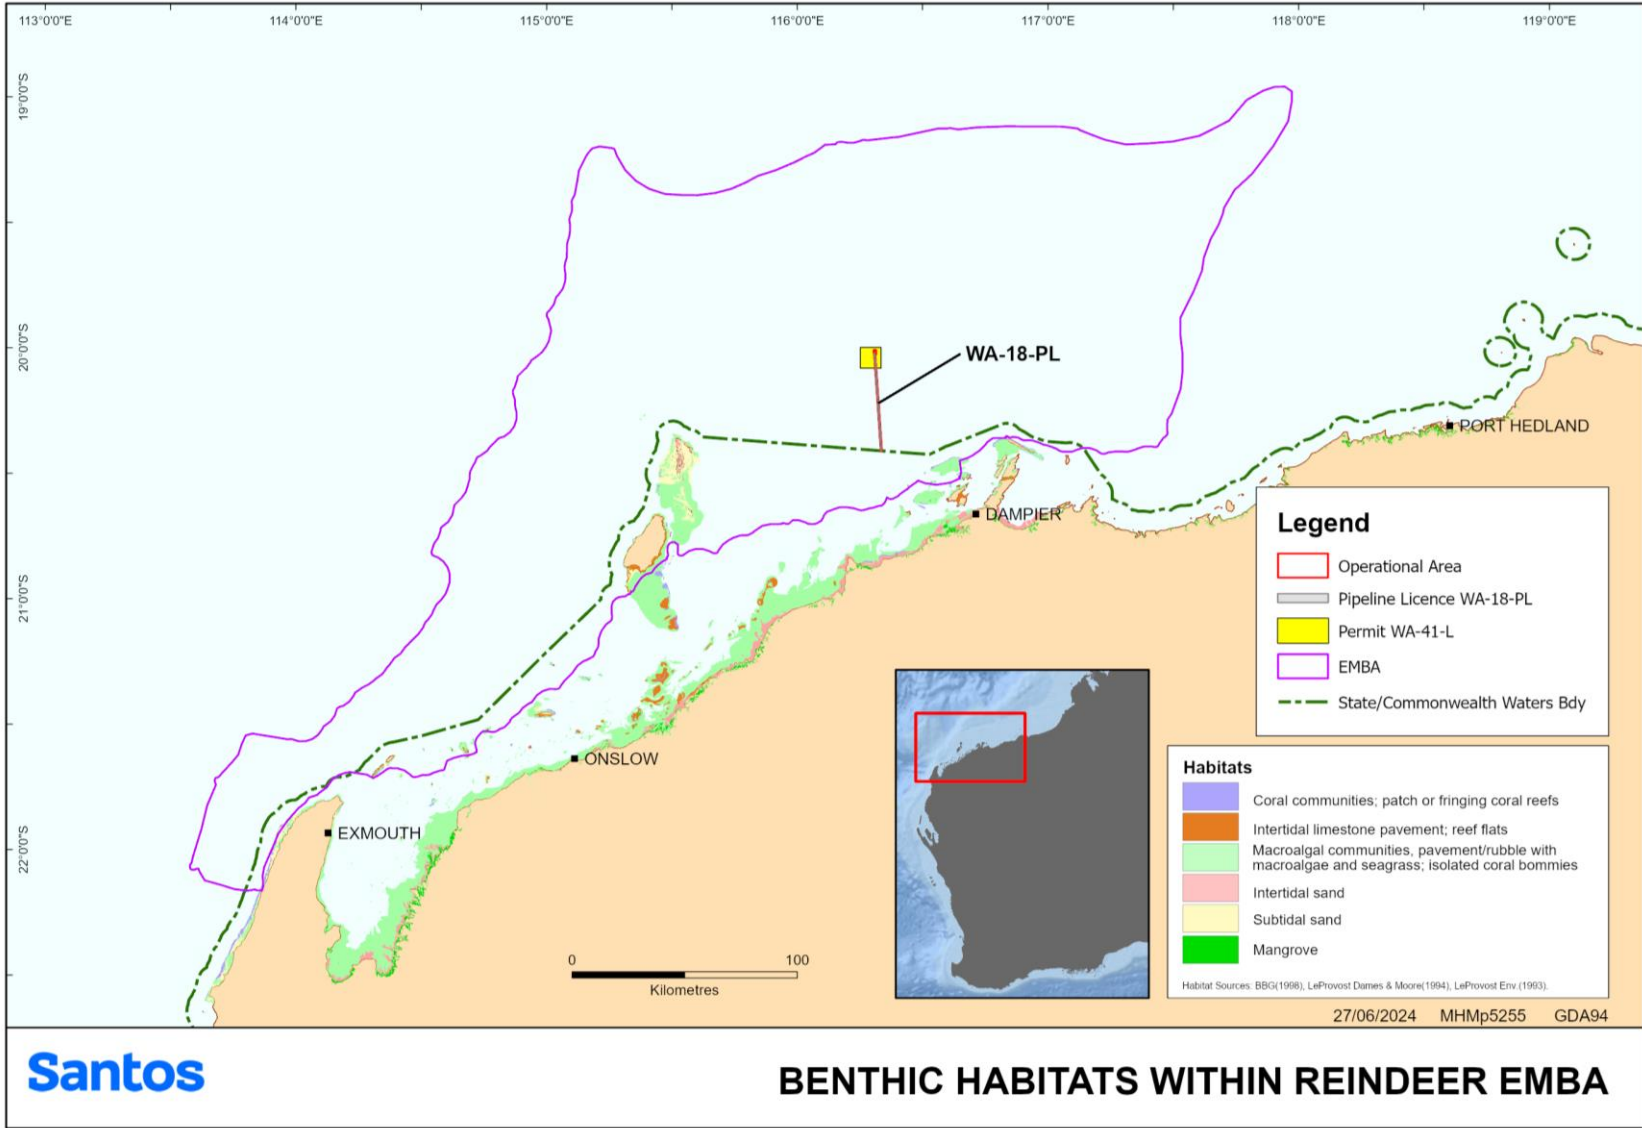 113°0'0"E
114°0'0"E
115°0'0"E
116°0'0"E
117°0'0"E
118°0'0"E
119°0'0"E
19°0'0"S
20°0'0"S
21°0'0"S
22°0'0"S
WA-18-PL
PORT HEDLAND
DAMPIER
ONSLOW
EXMOUTH
0 100
Kilometres
Legend
Operational Area
Pipeline Licence WA-18-PL
Permit WA-41-L
EMBA
State/Commonwealth Waters Bdy
Habitats
Coral communities; patch or fringing coral reefs
Intertidal limestone pavement; reef flats
Macroalgal communities, pavement/rubble with
macroalgae and seagrass; isolated coral bommies
Intertidal sand
Subtidal sand
Mangrove
Habitat Sources: BBG(1998), LeProvost Dames & Moore(1994), LeProvost Env.(1993).
27/06/2024 MHMp5255 GDA94
Santos
BENTHIC HABITATS WITHIN REINDEER EMBA